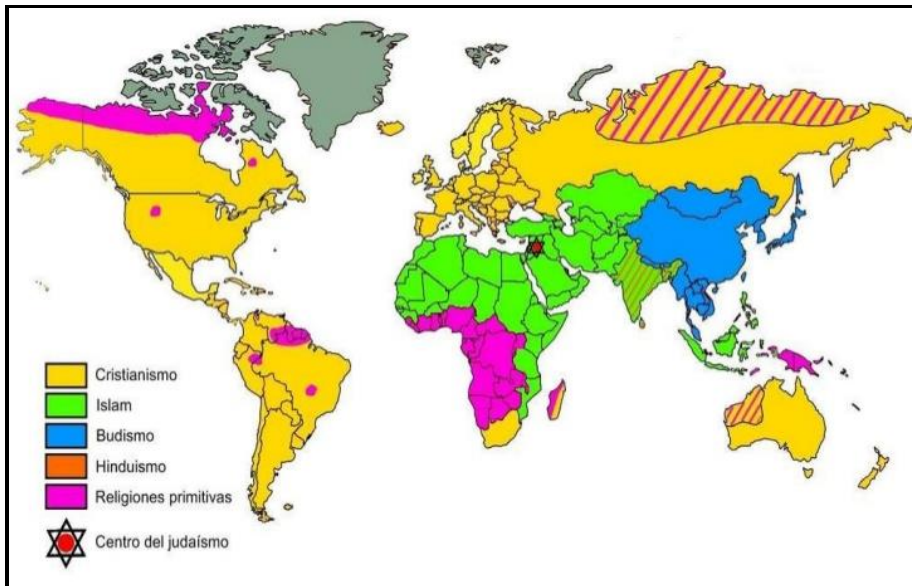 Cristianismo
Islam
Budismo
Hinduismo
Religiones primitivas
Centro del judaísmo